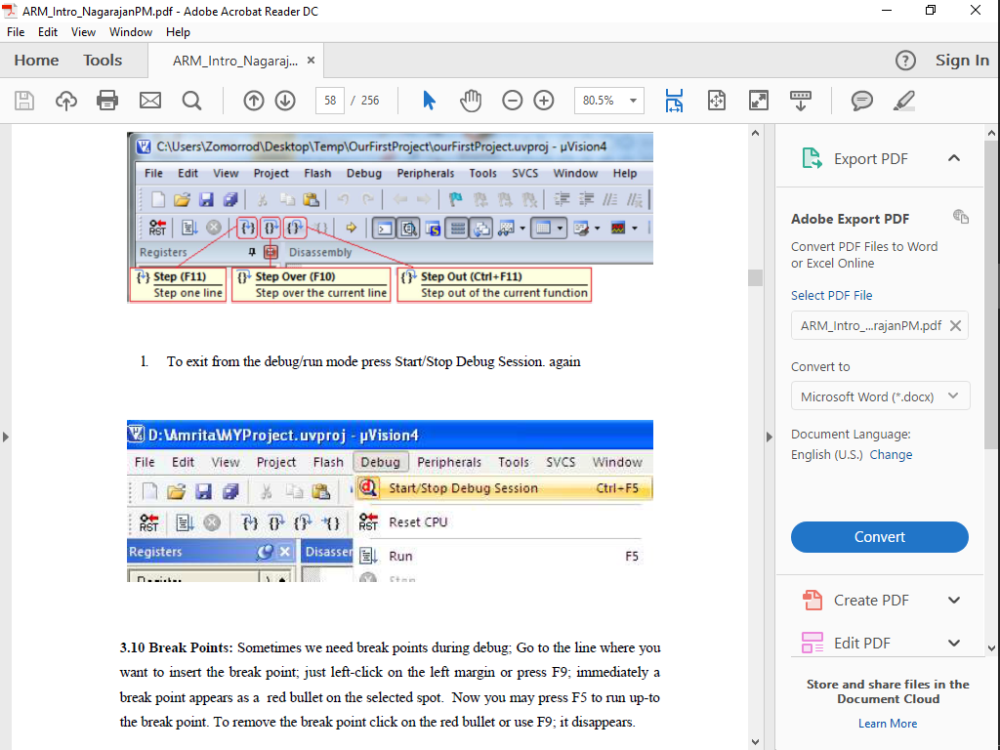 ARM_Intro_NagarajanPM.pdf - Adobe Acrobat Reader DC
File Edit View Window Help
Home Tools ARM_Intro_Nagaraj... × Sign In
58 / 256 80.5%
C:\Users\Zomorrod\Desktop\Temp\OurFirstProject\ourFirstProject.uvproj - µVision4
File Edit View Project Flash Debug Peripherals Tools SVCS Window Help
RST
Registers Disassembly
Step (F11) Step Over (F10) Step Out (Ctrl+F11)
Step one line Step over the current line Step out of the current function
1. To exit from the debug/run mode press Start/Stop Debug Session. again
D:\Amrita\MYProject.uvproj - µVision4
File Edit View Project Flash Debug Peripherals Tools SVCS Window
Start/Stop Debug Session Ctrl+F5
RST RST Reset CPU
Registers Disasser
Run F5
3.10 Break Points: Sometimes we need break points during debug; Go to the line where you
want to insert the break point; just left-click on the left margin or press F9; immediately a
break point appears as a red bullet on the selected spot. Now you may press F5 to run up-to
the break point. To remove the break point click on the red bullet or use F9; it disappears.
Export PDF
Adobe Export PDF
Convert PDF Files to Word
or Excel Online
Select PDF File
ARM_Intro_...rajanPM.pdf
Convert to
Microsoft Word (*.docx)
Document Language:
English (U.S.) Change
Convert
Create PDF
Edit PDF
Store and share files in the
Document Cloud
Learn More